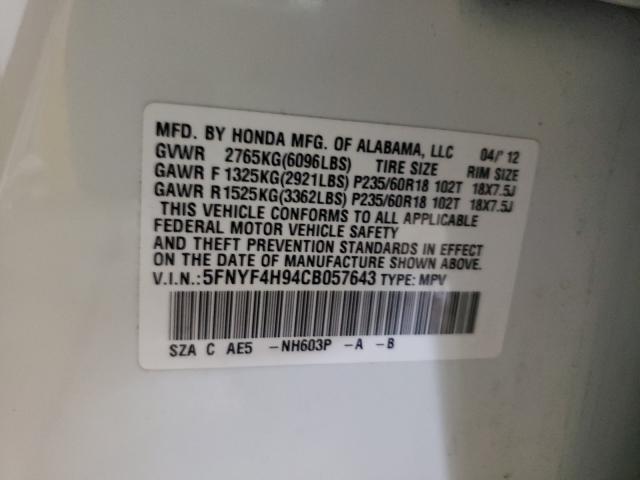 MFD. BY HONDA MFG. OF ALABAMA, LLC 04/'12
GVWR 2765KG(6096LBS) TIRE SIZE RIM SIZE
GAWR F 1325KG(2921LBS) P235/60R18 102T 18X7.5J
GAWR R 1525KG(3362LBS) P235/60R18 102T 18X7.5J
THIS VEHICLE CONFORMS TO ALL APPLICABLE
FEDERAL MOTOR VEHICLE SAFETY
AND THEFT PREVENTION STANDARDS IN EFFECT
ON THE DATE OF MANUFACTURE SHOWN ABOVE.
V.I.N.:5FNYF4H94CB057643 TYPE: MPV
SZA C AE5 -NH603P -A -B